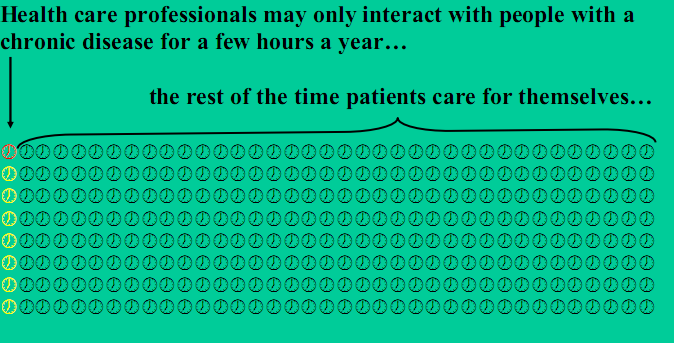 Health care professionals may only interact with people with a
chronic disease for a few hours a year…
the rest of the time patients care for themselves…